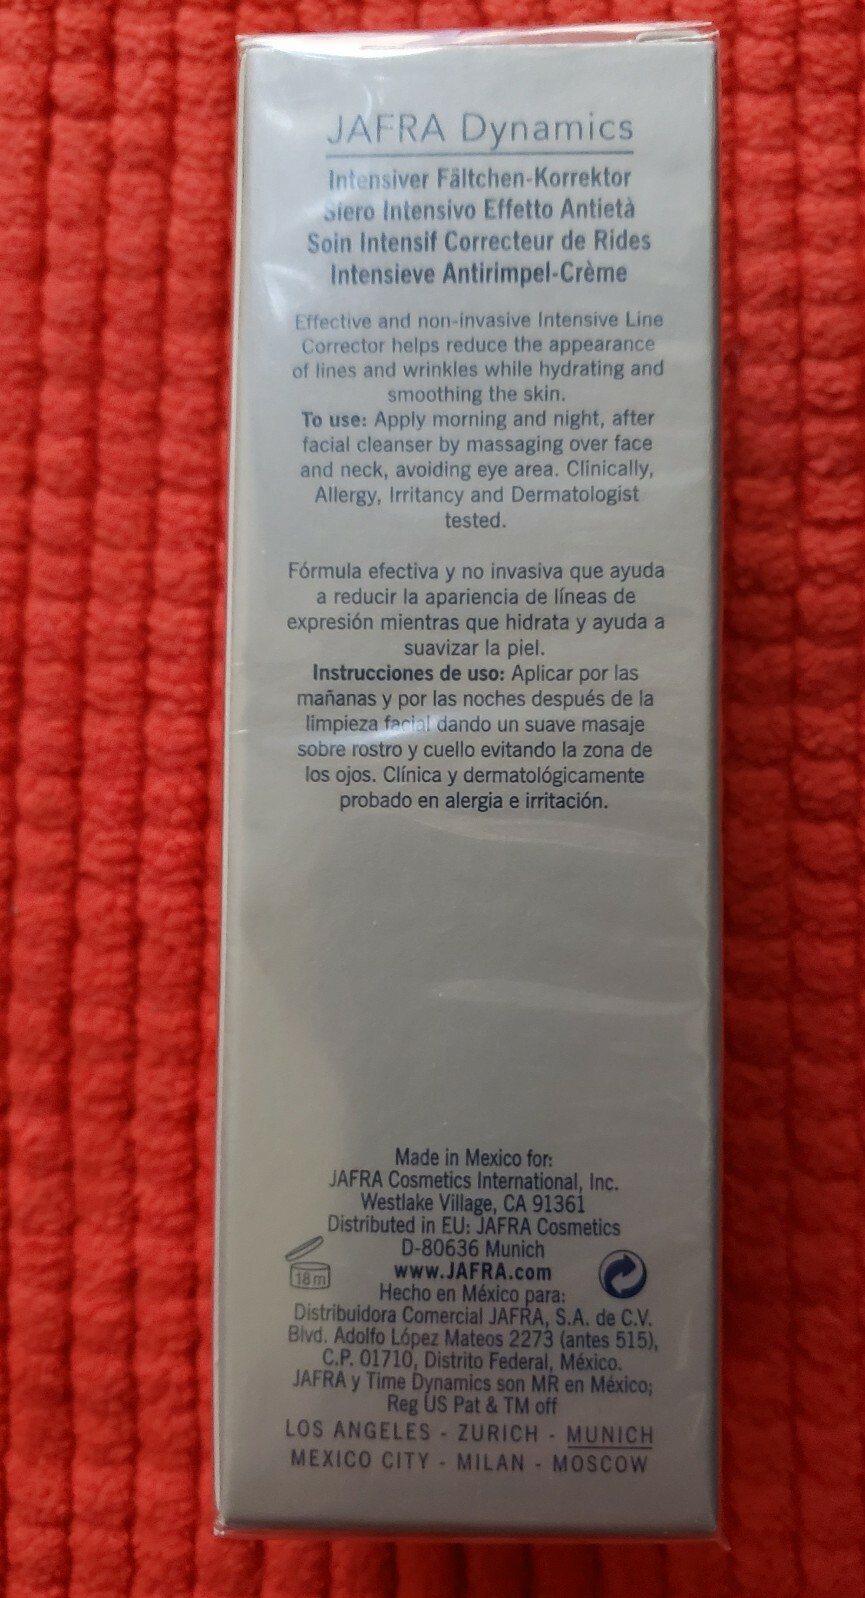 JAFRA Dynamics
Intensiver Fältchen-Korrektor
Siero Intensivo Effetto Antietà
Soin Intensif Correcteur de Rides
Intensieve Antirimpel-Crème
Effective and non-invasive Intensive Line
Corrector helps reduce the appearance
of lines and wrinkles while hydrating and
smoothing the skin.
To use: Apply morning and night, after
facial cleanser by massaging over face
and neck, avoiding eye area. Clinically,
Allergy, Irritancy and Dermatologist
tested.
Fórmula efectiva y no invasiva que ayuda
a reducir la apariencia de líneas de
expresión mientras que hidrata y ayuda a
suavizar la piel.
Instrucciones de uso: Aplicar por las
mañanas y por las noches después de la
limpieza facial dando un suave masaje
sobre rostro y cuello evitando la zona de
los ojos. Clínica y dermatológicamente
probado en alergia e irritación.
Made in Mexico for:
JAFRA Cosmetics International, Inc.
Westlake Village, CA 91361
Distributed in EU: JAFRA Cosmetics
D-80636 Munich
18 m
www.JAFRA.com
Hecho en México para:
Distribuidora Comercial JAFRA, S.A. de C.V.
Blvd. Adolfo López Mateos 2273 (antes 515),
C.P. 01710, Distrito Federal, México.
JAFRA y Time Dynamics son MR en México;
Reg US Pat & TM off
LOS ANGELES - ZURICH - MUNICH
MEXICO CITY - MILAN - MOSCOW